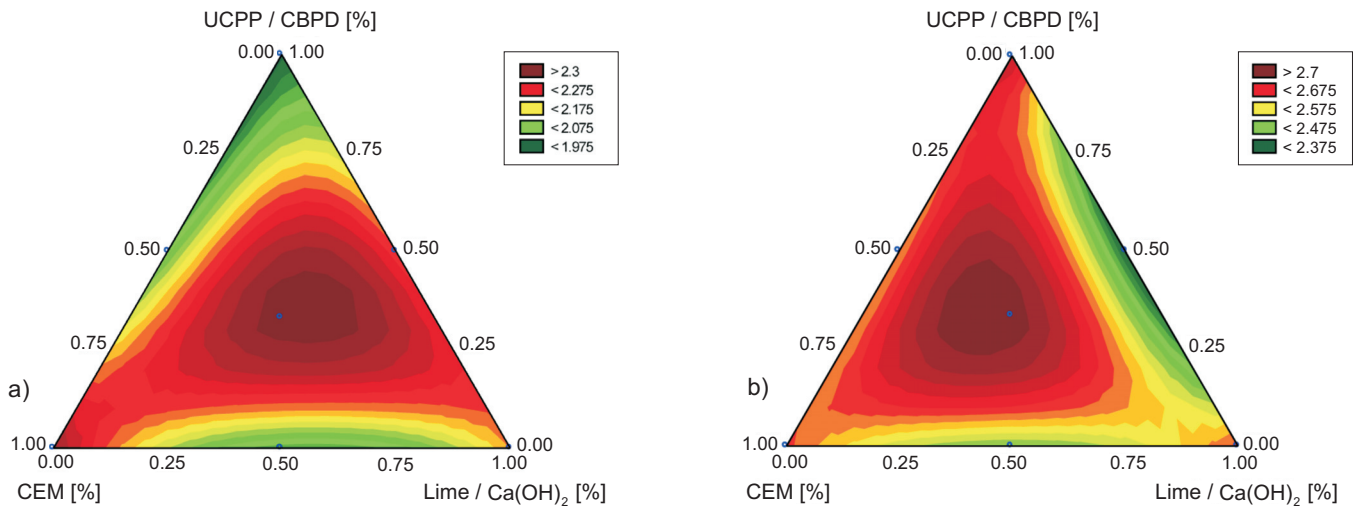 UCPP / CBPD [%]
0.00 1.00
> 2.3
< 2.275
< 2.175
< 2.075
< 1.975
0.25 0.75
0.50 0.50
0.75 0.25
a)
1.00 0.00
0.00 0.25 0.50 0.75 1.00
CEM [%] Lime / Ca(OH)₂ [%]
UCPP / CBPD [%]
0.00 1.00
> 2.7
< 2.675
< 2.575
< 2.475
< 2.375
0.25 0.75
0.50 0.50
0.75 0.25
b)
1.00 0.00
0.00 0.25 0.50 0.75 1.00
CEM [%] Lime / Ca(OH)₂ [%]